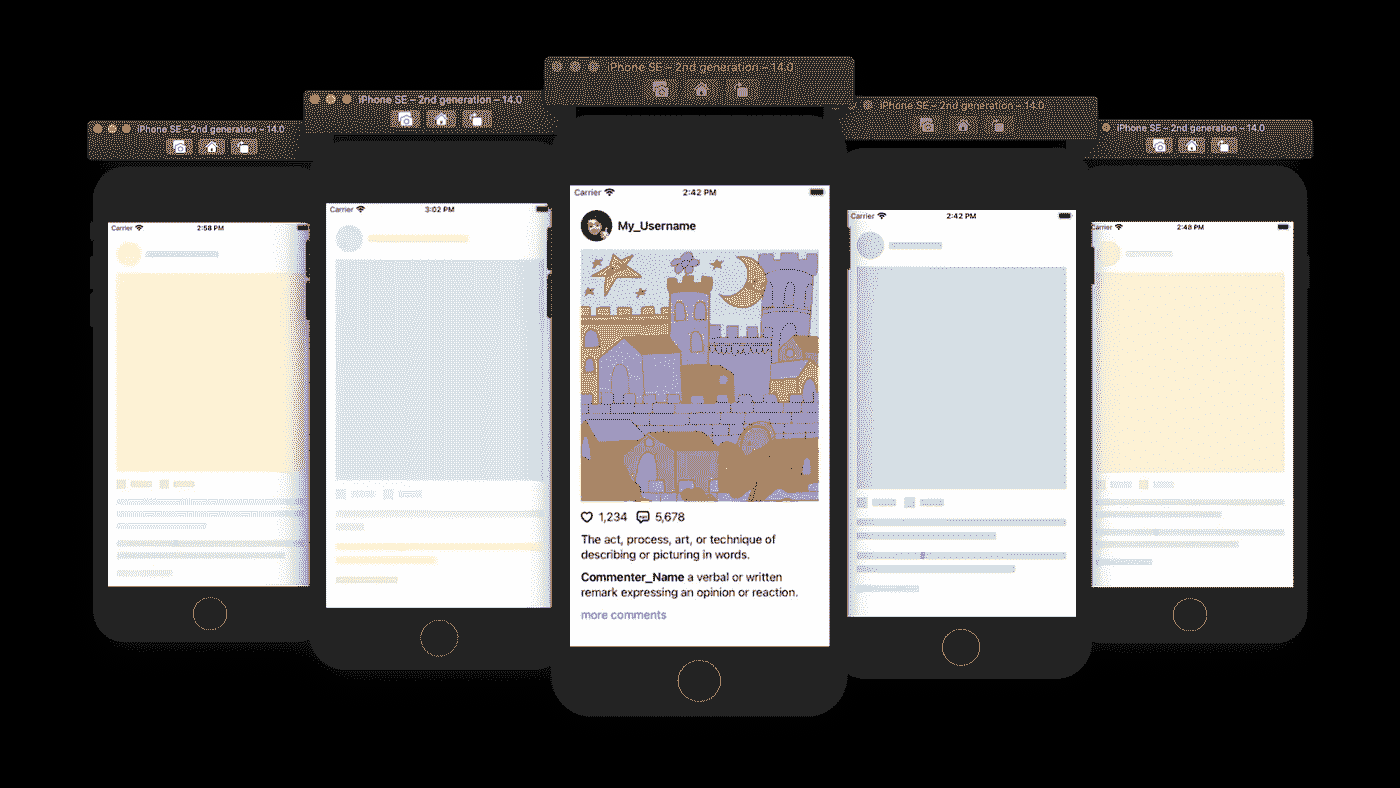 iPhone SE – 2nd generation – 14.0
Carrier
2:58 PM
iPhone SE – 2nd generation – 14.0
Carrier
3:02 PM
iPhone SE – 2nd generation – 14.0
Carrier
2:42 PM
My_Username
1,234
5,678
The act, process, art, or technique of
describing or picturing in words.
Commenter_Name a verbal or written
remark expressing an opinion or reaction.
more comments
iPhone SE – 2nd generation – 14.0
Carrier
2:42 PM
iPhone SE – 2nd generation – 14.0
Carrier
2:48 PM